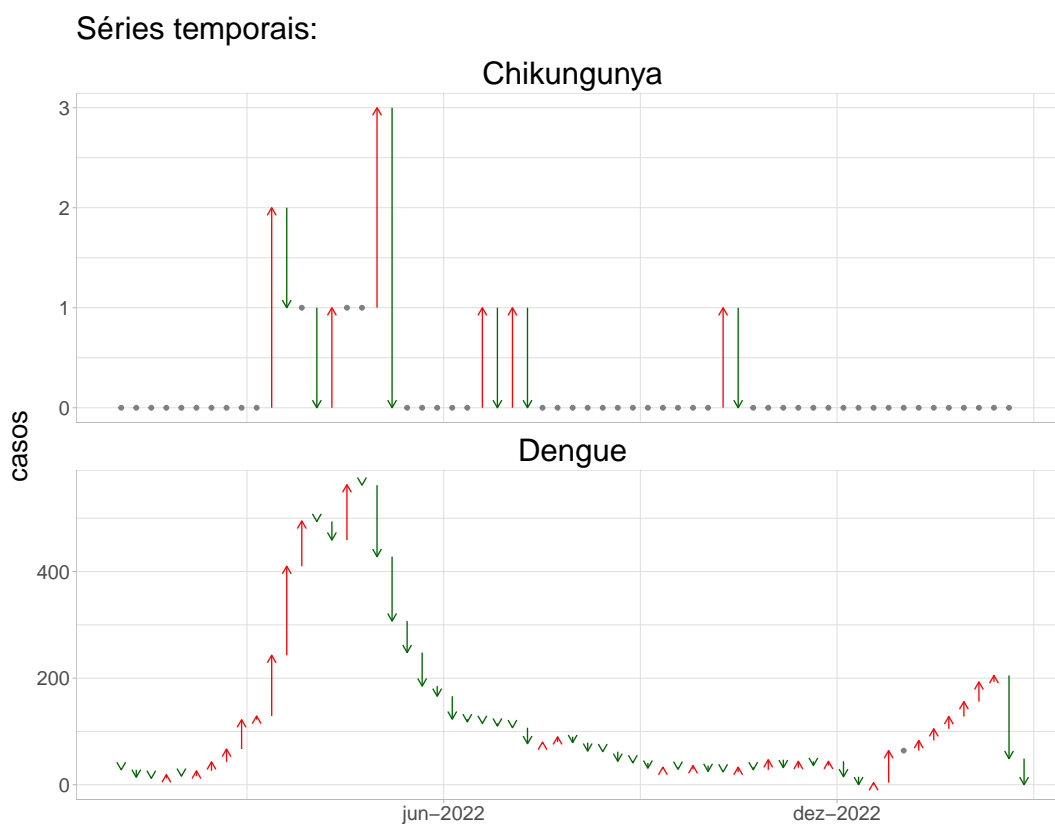 Séries temporais:
Chikungunya
3
2
1
0
casos
Dengue
400
200
0
jun−2022
dez−2022